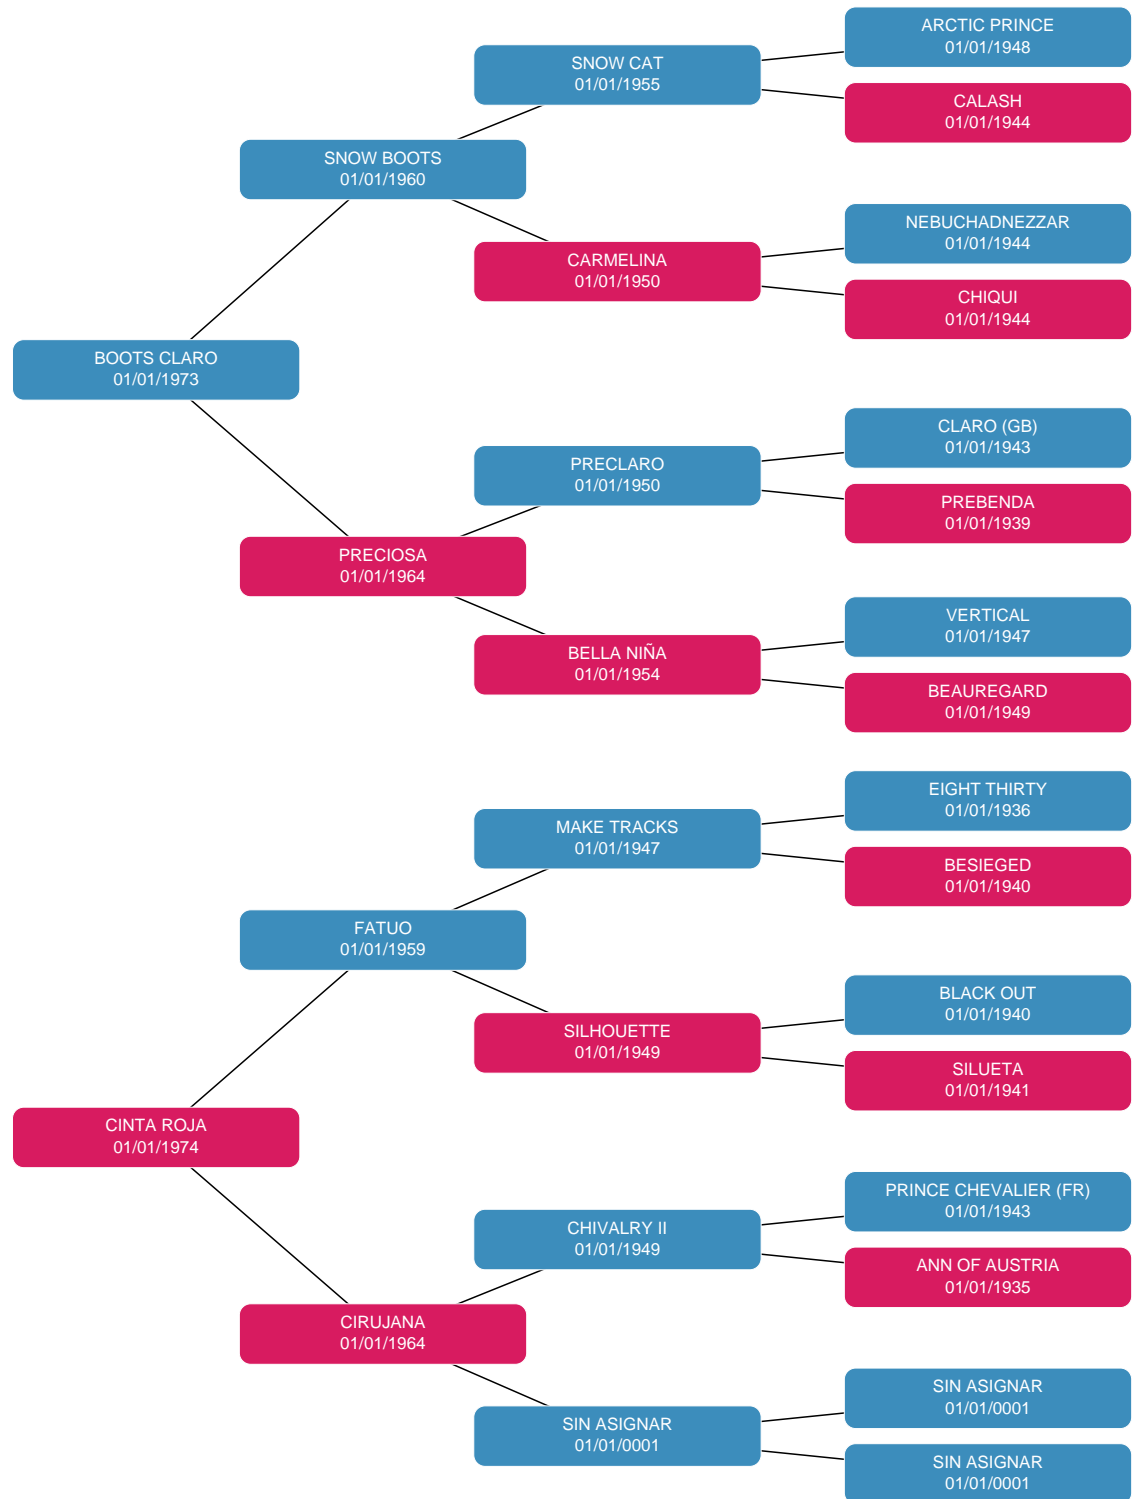 ARCTIC PRINCE
01/01/1948
SNOW CAT
01/01/1955
CALASH
01/01/1944
SNOW BOOTS
01/01/1960
NEBUCHADNEZZAR
01/01/1944
CARMELINA
01/01/1950
CHIQUI
01/01/1944
BOOTS CLARO
01/01/1973
CLARO (GB)
01/01/1943
PRECLARO
01/01/1950
PREBENDA
01/01/1939
PRECIOSA
01/01/1964
VERTICAL
01/01/1947
BELLA NIÑA
01/01/1954
BEAUREGARD
01/01/1949
EIGHT THIRTY
01/01/1936
MAKE TRACKS
01/01/1947
BESIEGED
01/01/1940
FATUO
01/01/1959
BLACK OUT
01/01/1940
SILHOUETTE
01/01/1949
SILUETA
01/01/1941
CINTA ROJA
01/01/1974
PRINCE CHEVALIER (FR)
01/01/1943
CHIVALRY II
01/01/1949
ANN OF AUSTRIA
01/01/1935
CIRUJANA
01/01/1964
SIN ASIGNAR
01/01/0001
SIN ASIGNAR
01/01/0001
SIN ASIGNAR
01/01/0001